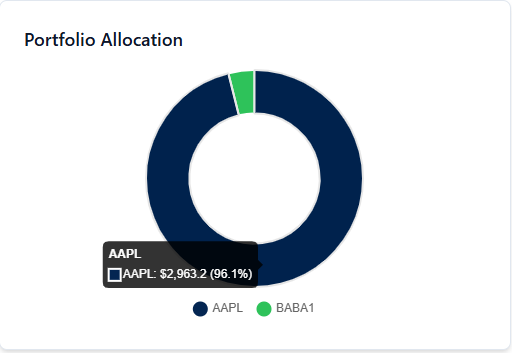 Portfolio Allocation
AAPL
AAPL: $2,963.2 (96.1%)
AAPL BABA1